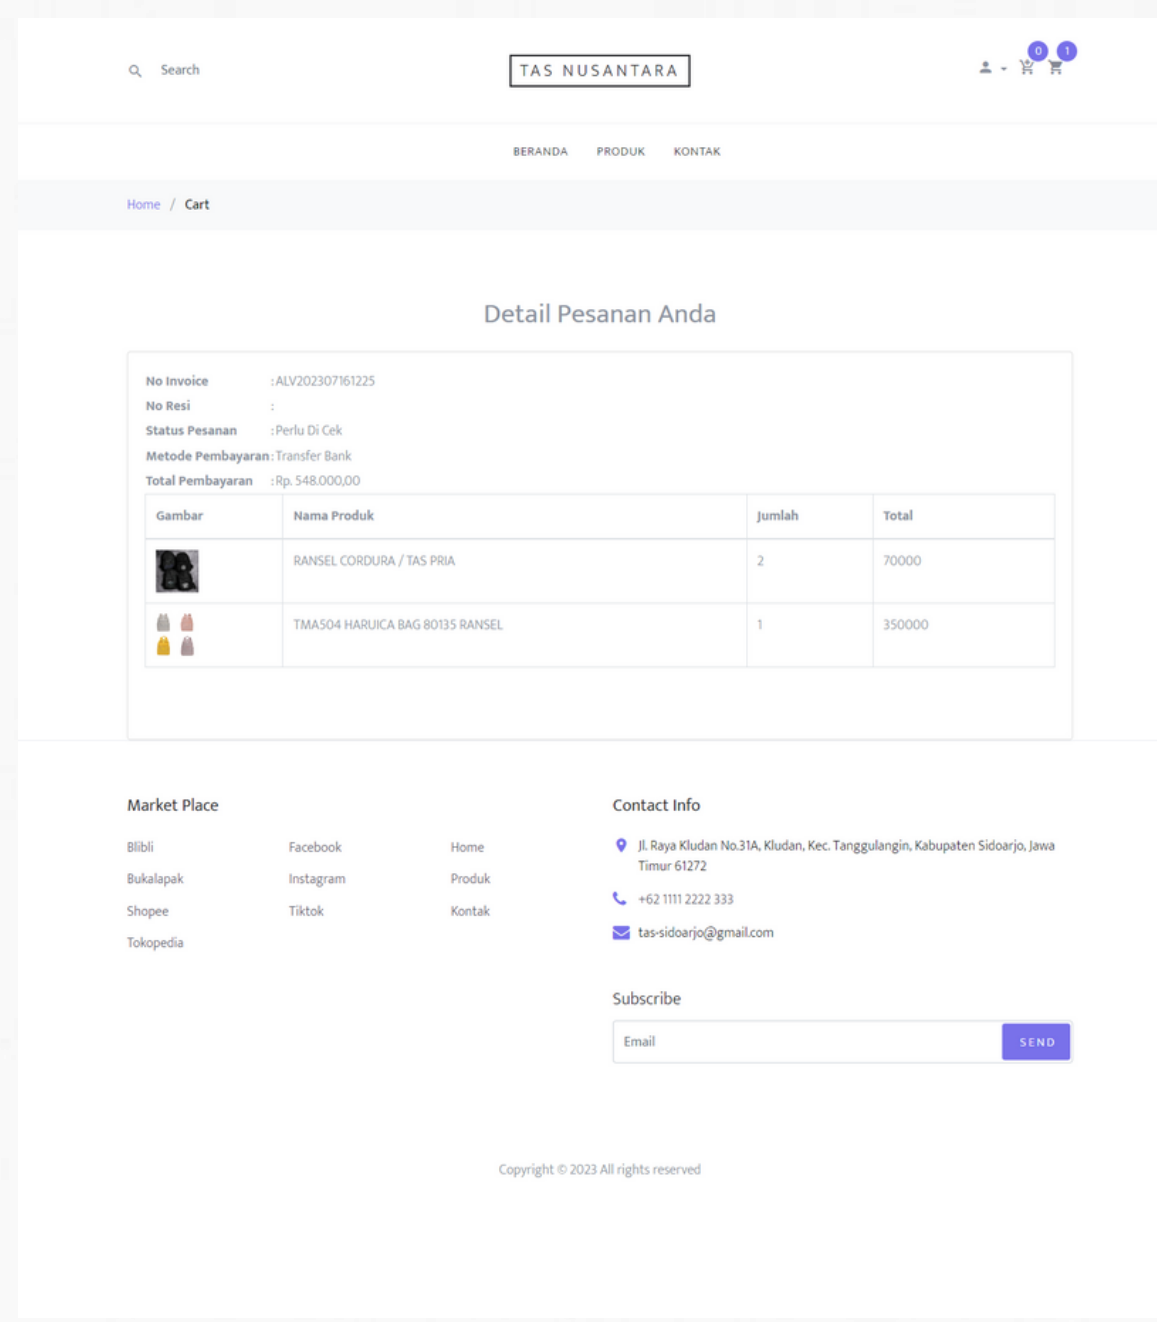 Search
TAS NUSANTARA
0 1
BERANDA PRODUK KONTAK
Home / Cart
Detail Pesanan Anda
No Invoice : ALV202307161225
No Resi :
Status Pesanan : Perlu Di Cek
Metode Pembayaran : Transfer Bank
Total Pembayaran : Rp. 548.000,00
Gambar Nama Produk Jumlah Total
RANSEL CORDURA / TAS PRIA 2 70000
TMA504 HARUICA BAG 80135 RANSEL 1 350000
Market Place
Blibli
Bukalapak
Shopee
Tokopedia
Facebook
Instagram
Tiktok
Home
Produk
Kontak
Contact Info
Jl. Raya Kludan No.31A, Kludan, Kec. Tanggulangin, Kabupaten Sidoarjo, Jawa
Timur 61272
+62 1111 2222 333
tas-sidoarjo@gmail.com
Subscribe
Email SEND
Copyright © 2023 All rights reserved